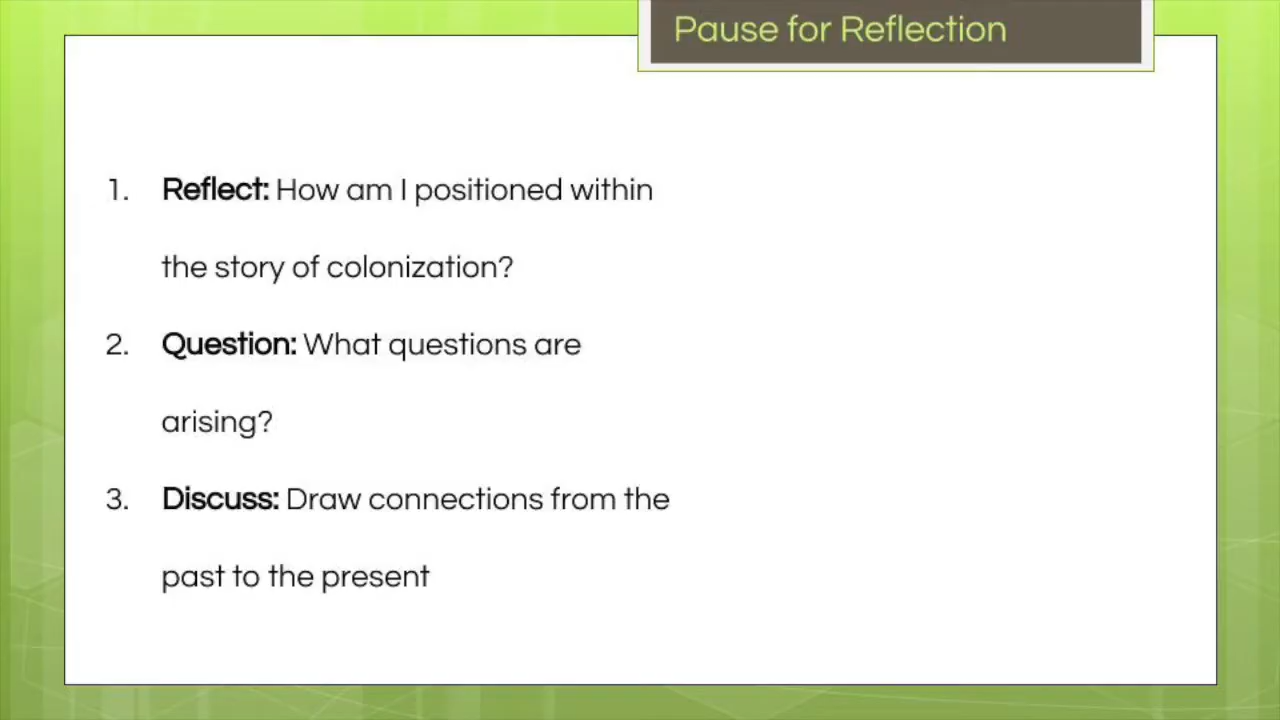 Pause for Reflection
1. Reflect: How am I positioned within
the story of colonization?
2. Question: What questions are
arising?
3. Discuss: Draw connections from the
past to the present